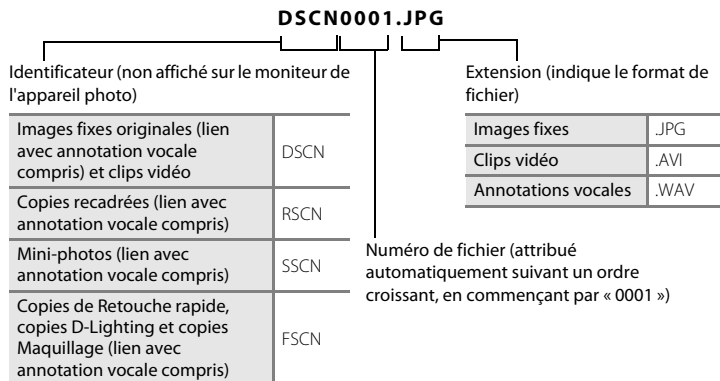 DSCN0001.JPG
Identificateur (non affiché sur le moniteur de
l'appareil photo)
Images fixes originales (lien
avec annotation vocale
compris) et clips vidéo
DSCN
Copies recadrées (lien avec
annotation vocale compris)
RSCN
Mini-photos (lien avec
annotation vocale compris)
SSCN
Copies de Retouche rapide,
copies D-Lighting et copies
Maquillage (lien avec
annotation vocale compris)
FSCN
Extension (indique le format de
fichier)
Images fixes .JPG
Clips vidéo .AVI
Annotations vocales .WAV
Numéro de fichier (attribué
automatiquement suivant un ordre
croissant, en commençant par « 0001 »)